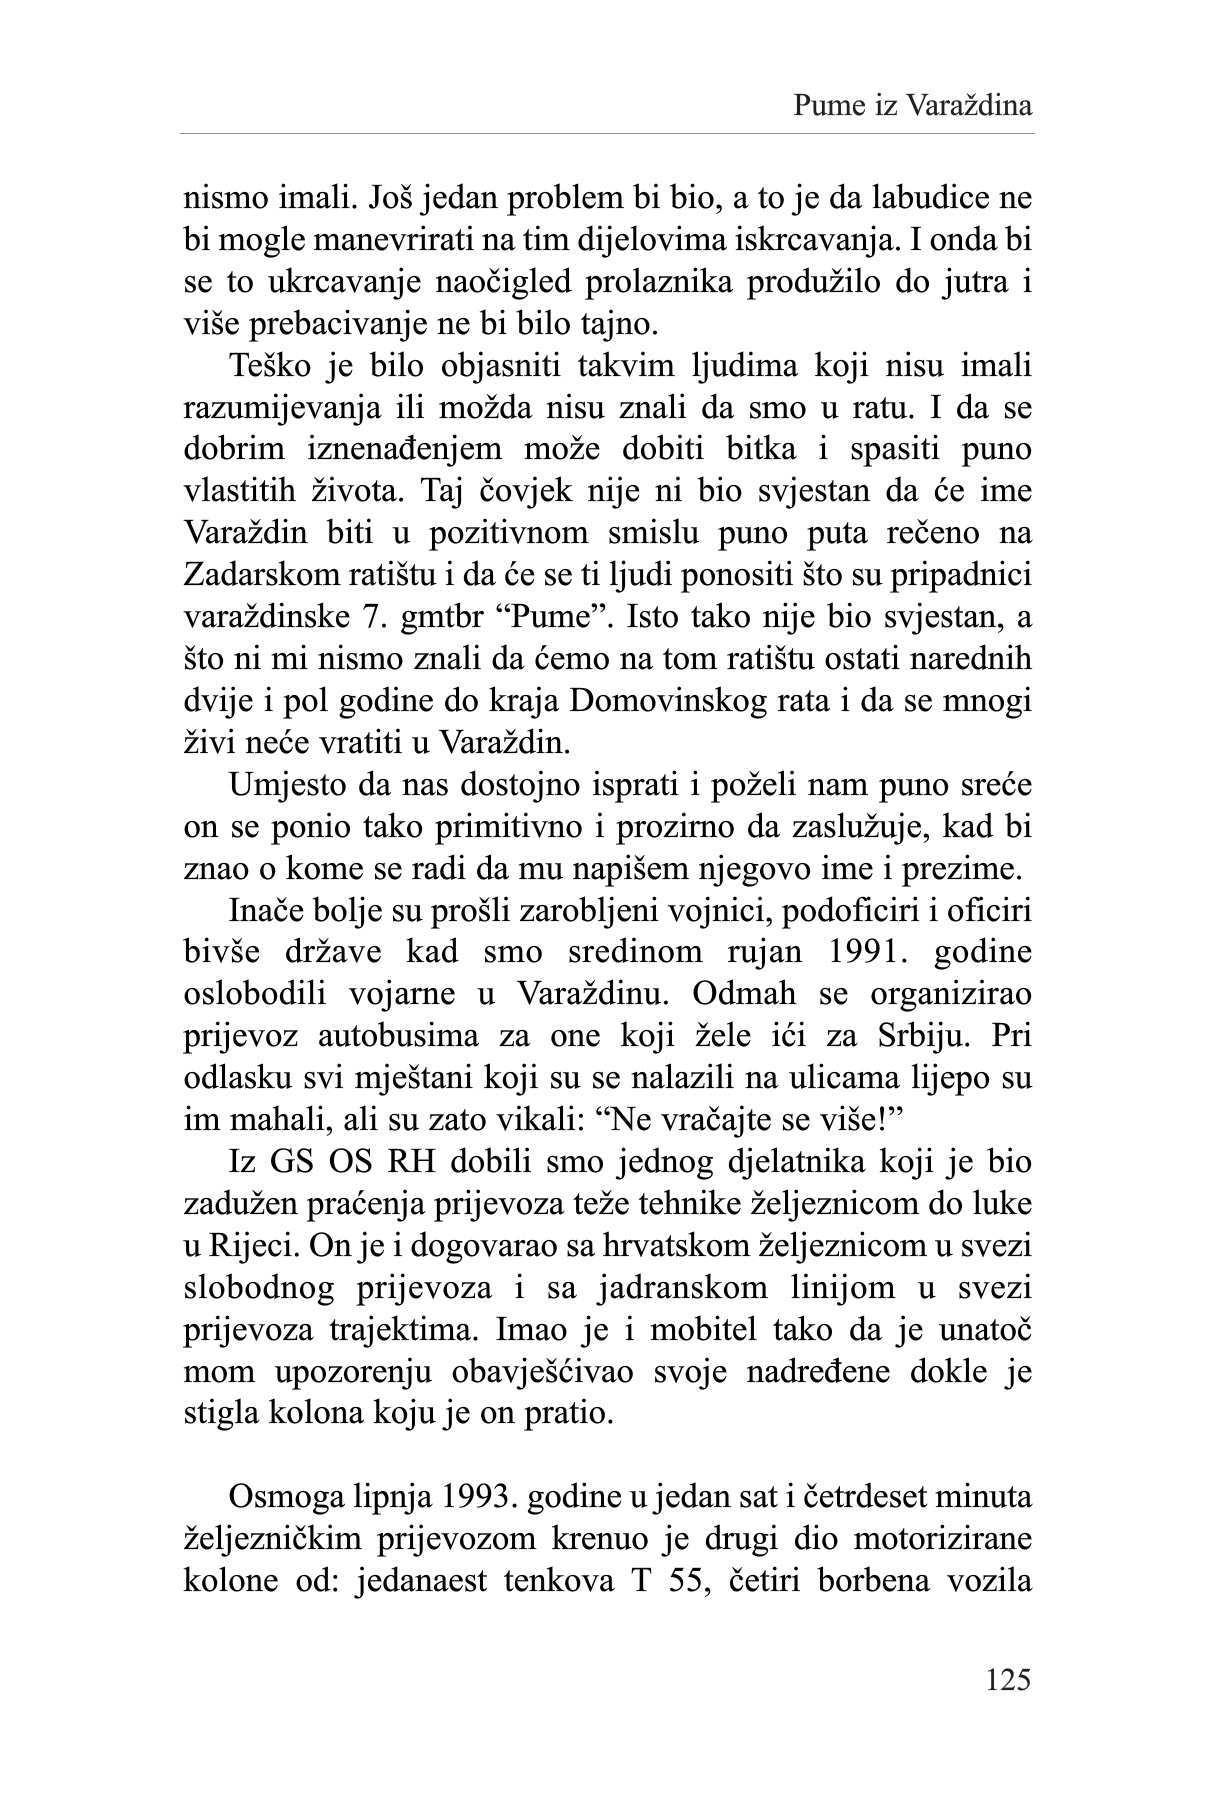 Pume iz Varaždina
nismo imali. Još jedan problem bi bio, a to je da labudice ne
bi mogle manevrirati na tim dijelovima iskrcavanja. I onda bi
se to ukrcavanje naočigled prolaznika produžilo do jutra i
više prebacivanje ne bi bilo tajno.
Teško je bilo objasniti takvim ljudima koji nisu imali
razumijevanja ili možda nisu znali da smo u ratu. I da se
dobrim iznenađenjem može dobiti bitka i spasiti puno
vlastitih života. Taj čovjek nije ni bio svjestan da će ime
Varaždin biti u pozitivnom smislu puno puta rečeno na
Zadarskom ratištu i da će se ti ljudi ponositi što su pripadnici
varaždinske 7. gmtbr “Pume”. Isto tako nije bio svjestan, a
što ni mi nismo znali da ćemo na tom ratištu ostati narednih
dvije i pol godine do kraja Domovinskog rata i da se mnogi
živi neće vratiti u Varaždin.
Umjesto da nas dostojno isprati i poželi nam puno sreće
on se ponio tako primitivno i prozirno da zaslužuje, kad bi
znao o kome se radi da mu napišem njegovo ime i prezime.
Inače bolje su prošli zarobljeni vojnici, podoficiri i oficiri
bivše države kad smo sredinom rujan 1991. godine
oslobodili vojarne u Varaždinu. Odmah se organizirao
prijevoz autobusima za one koji žele ići za Srbiju. Pri
odlasku svi mještani koji su se nalazili na ulicama lijepo su
im mahali, ali su zato vikali: “Ne vračajte se više!”
Iz GS OS RH dobili smo jednog djelatnika koji je bio
zadužen praćenja prijevoza teže tehnike željeznicom do luke
u Rijeci. On je i dogovarao sa hrvatskom željeznicom u svezi
slobodnog prijevoza i sa jadranskom linijom u svezi
prijevoza trajektima. Imao je i mobitel tako da je unatoč
mom upozorenju obavješćivao svoje nadređene dokle je
stigla kolona koju je on pratio.
Osmoga lipnja 1993. godine u jedan sat i četrdeset minuta
željezničkim prijevozom krenuo je drugi dio motorizirane
kolone od: jedanaest tenkova T 55, četiri borbena vozila
125